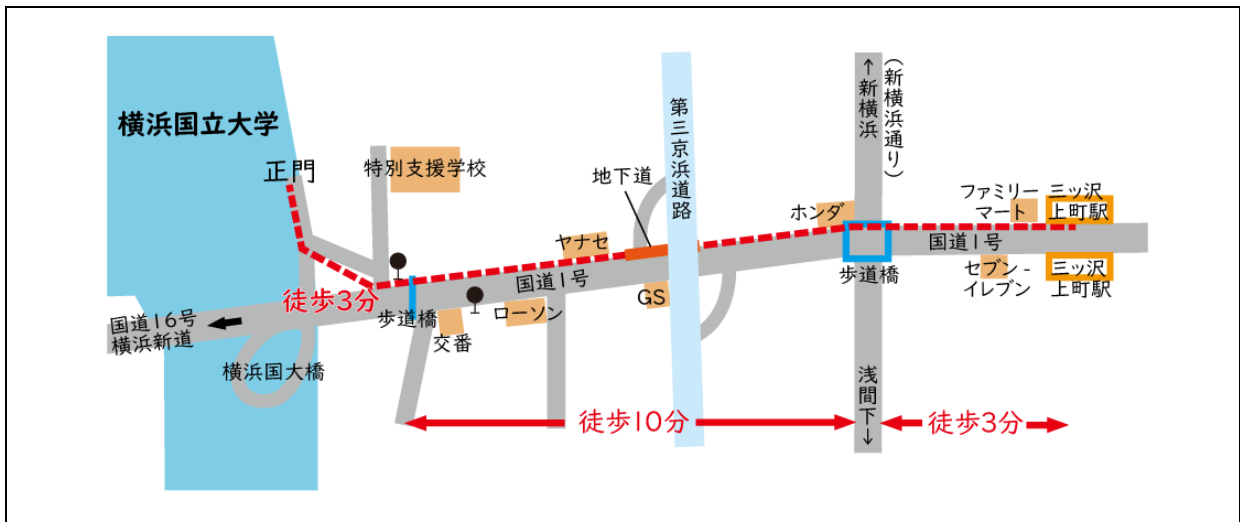 横浜国立大学
正門
特別支援学校
地下道
第三京浜道路
↑新横浜
(新横浜通り)
ファミリー
マート
三ッ沢
上町駅
ホンダ
ヤナセ
国道1号
国道1号
セブン-
イレブン
三ッ沢
上町駅
歩道橋
GS
ローソン
徒歩3分
歩道橋
交番
国道16号
横浜新道
横浜国大橋
浅間下↓
徒歩10分
徒歩3分